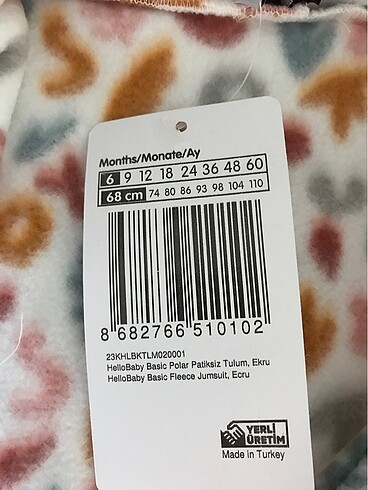 Months/Monate/Ay
6 9 12 18 24 36 48 60
68 cm 74 80 86 93 98 104 110
8 682766 510102
23KHLBKTLM020001
HelloBaby Basic Polar Patiksiz Tulum, Ekru
HelloBaby Basic Fleece Jumsuit, Ecru
YERLİ
ÜRETİM
Made in Turkey